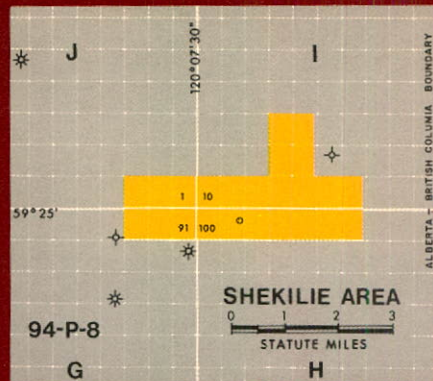 J
I
120°07'30"
ALBERTA – BRITISH COLUMBIA BOUNDARY
1 10
59°25'
91 100
SHEKILIE AREA
0 1 2 3
STATUTE MILES
94-P-8
G
H